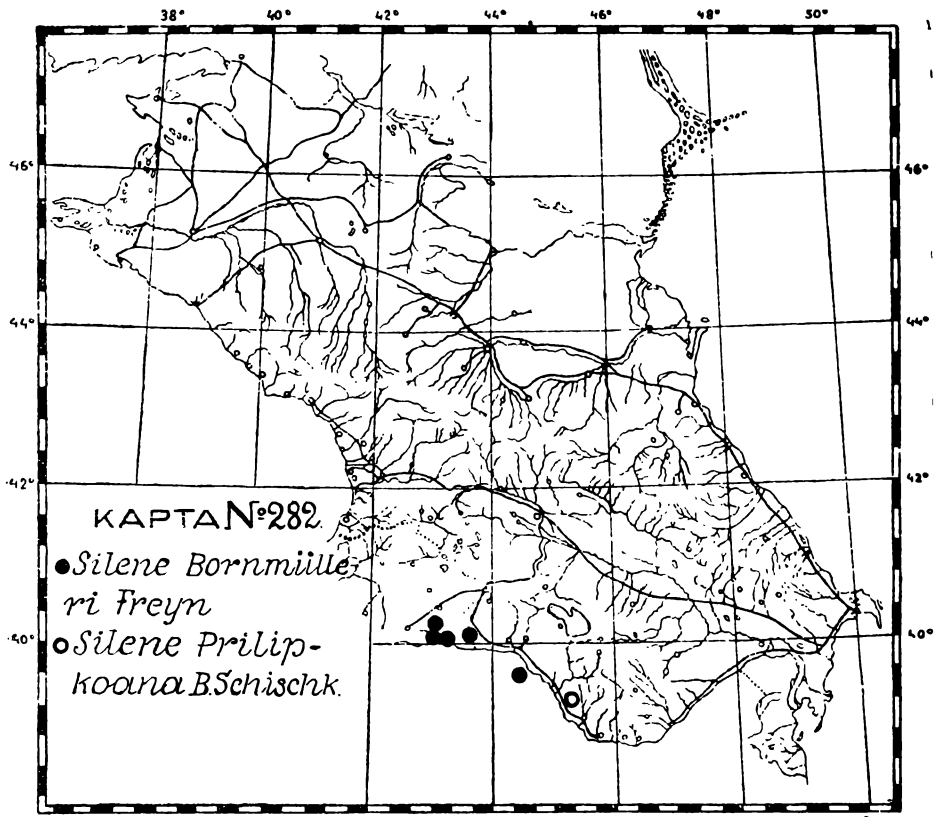 38° 40° 42° 44° 46° 48° 50°
46° 46°
44° 44°
42° 42°
КАРТА №282.
Silene Bornmülle-
ri Freyn
40° 40°
Silene Prilip-
koana B.Schischk.